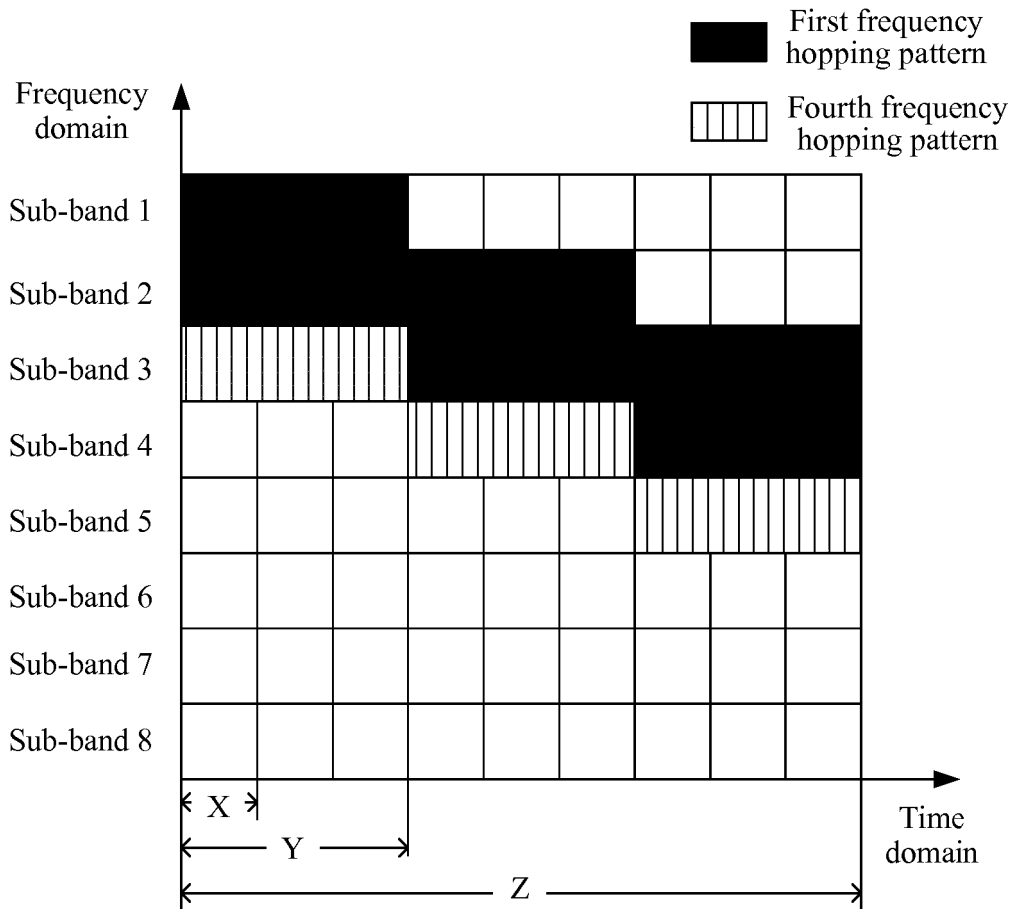 First frequency
hopping pattern
Fourth frequency
hopping pattern
Frequency
domain
Sub-band 1
Sub-band 2
Sub-band 3
Sub-band 4
Sub-band 5
Sub-band 6
Sub-band 7
Sub-band 8
X
Y
Z
Time
domain